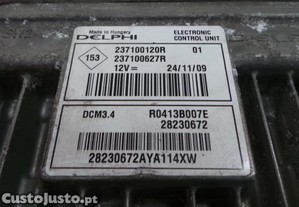 Made in Hungary
DELPHI
ELECTRONIC
CONTROL UNIT
153
237100120R 01
237100627R
12V= 24/11/09
DCM3.4 R0413B007E
28230672
28230672AYA114XW
CustoJusto.pt